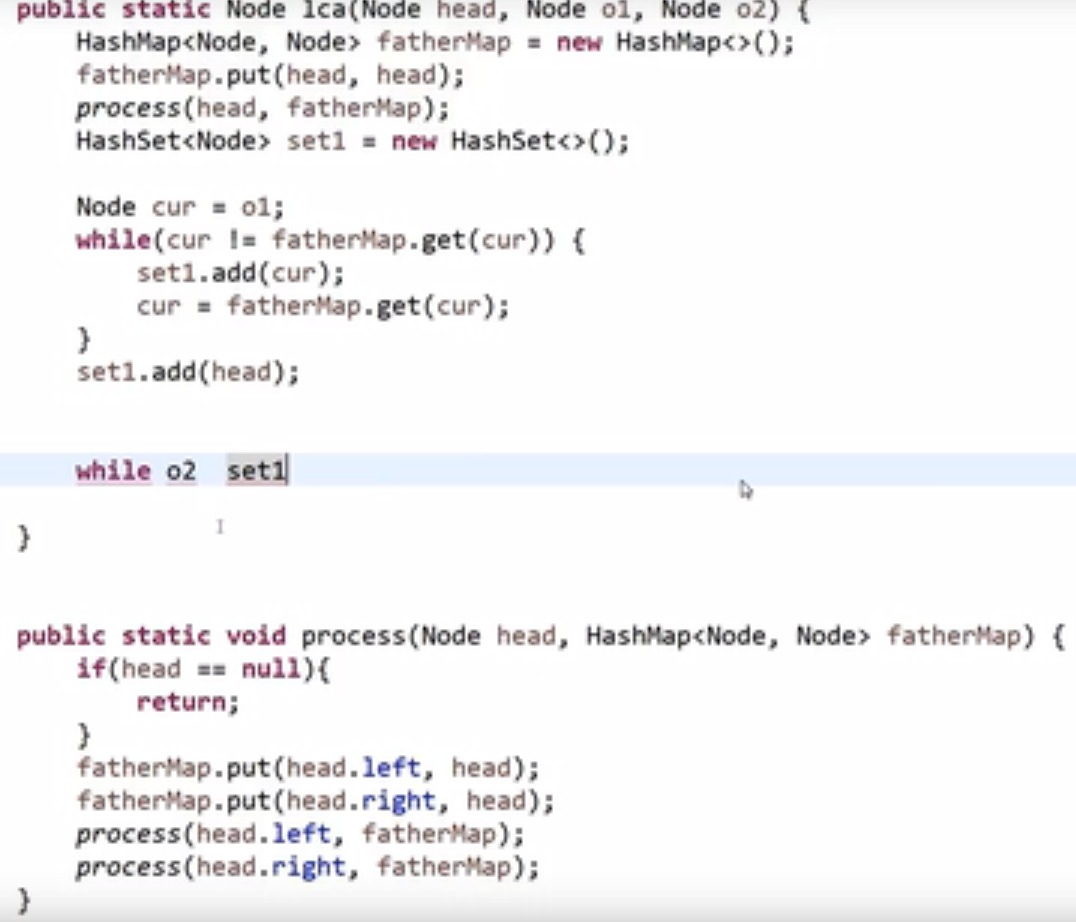 public static Node lca(Node head, Node o1, Node o2) {
HashMap<Node, Node> fatherMap = new HashMap<>();
fatherMap.put(head, head);
process(head, fatherMap);
HashSet<Node> set1 = new HashSet<>();
Node cur = o1;
while(cur != fatherMap.get(cur)) {
set1.add(cur);
cur = fatherMap.get(cur);
}
set1.add(head);
while o2  set1
}
public static void process(Node head, HashMap<Node, Node> fatherMap) {
if(head == null){
return;
}
fatherMap.put(head.left, head);
fatherMap.put(head.right, head);
process(head.left, fatherMap);
process(head.right, fatherMap);
}